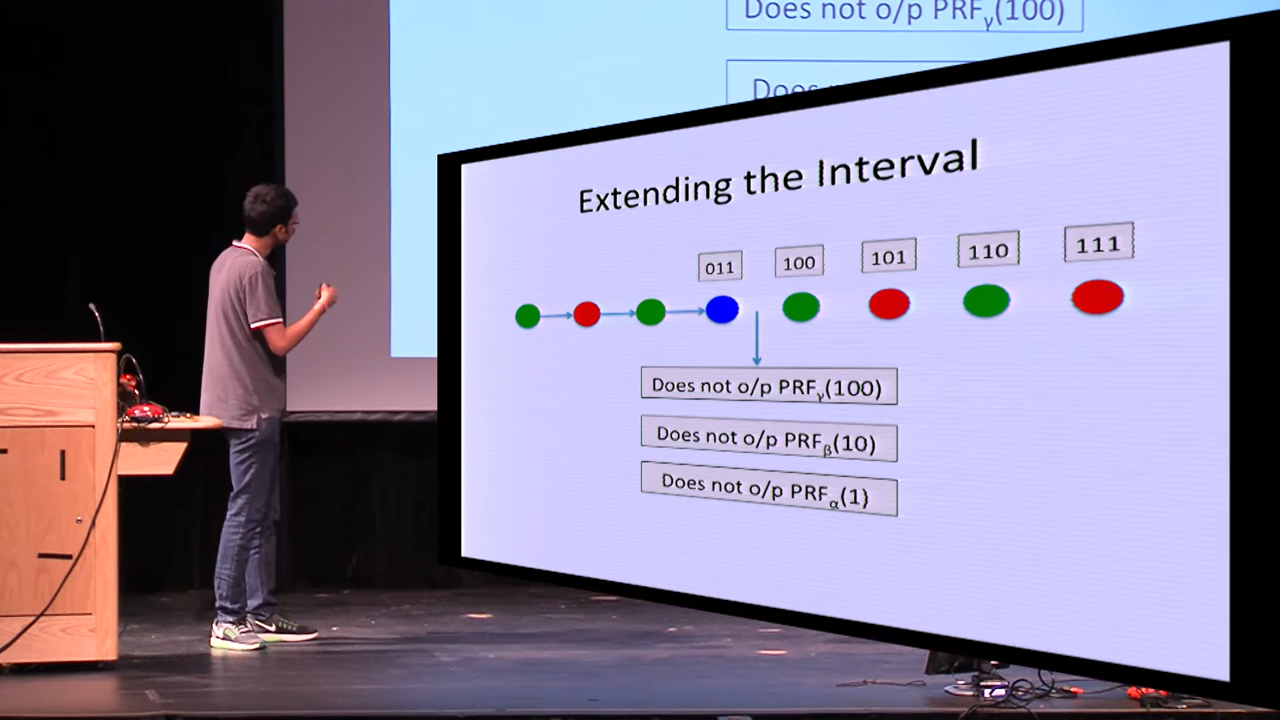 Does not o/p PRFγ(100)
Does
Extending the Interval
011 100 101 110 111
Does not o/p PRFγ(100)
Does not o/p PRFβ(10)
Does not o/p PRFα(1)